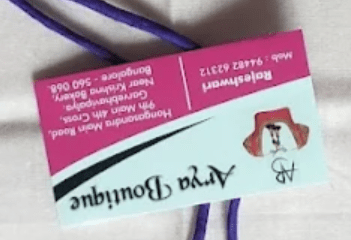 AB
Arya Boutique
Hongasandra Main Road,
9th Main 4th Cross,
Garvebhavipalya,
Near Krishna Bakery,
Bangalore - 560 068.
Rajeshwari
Mob : 94482 62312